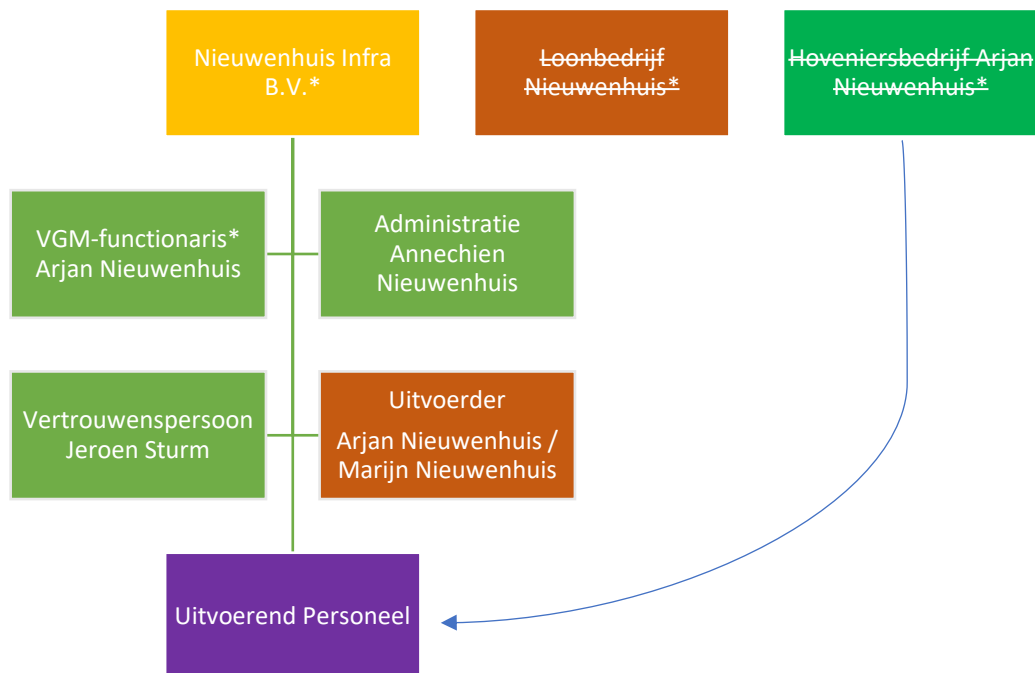 Nieuwenhuis Infra
B.V.*
Loonbedrijf
Nieuwenhuis*
Hoveniersbedrijf Arjan
Nieuwenhuis*
VGM-functionaris*
Arjan Nieuwenhuis
Administratie
Annechien
Nieuwenhuis
Vertrouwenspersoon
Jeroen Sturm
Uitvoerder
Arjan Nieuwenhuis /
Marijn Nieuwenhuis
Uitvoerend Personeel